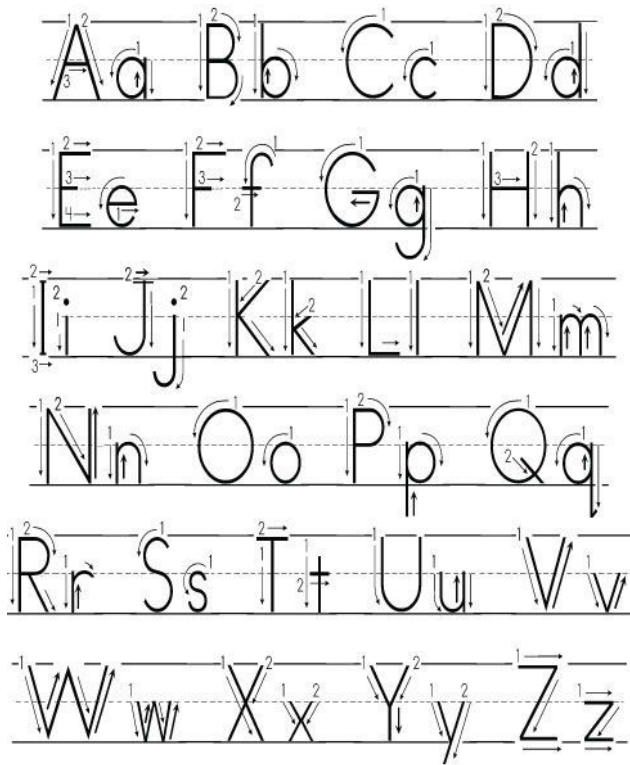 Aa Bb Cc Dd
Ee Ff Gg Hh
Ii Jj Kk Ll Mm
Nn Oo Pp Qq
Rr Ss Tt Uu Vv
Ww Xx Yy Zz